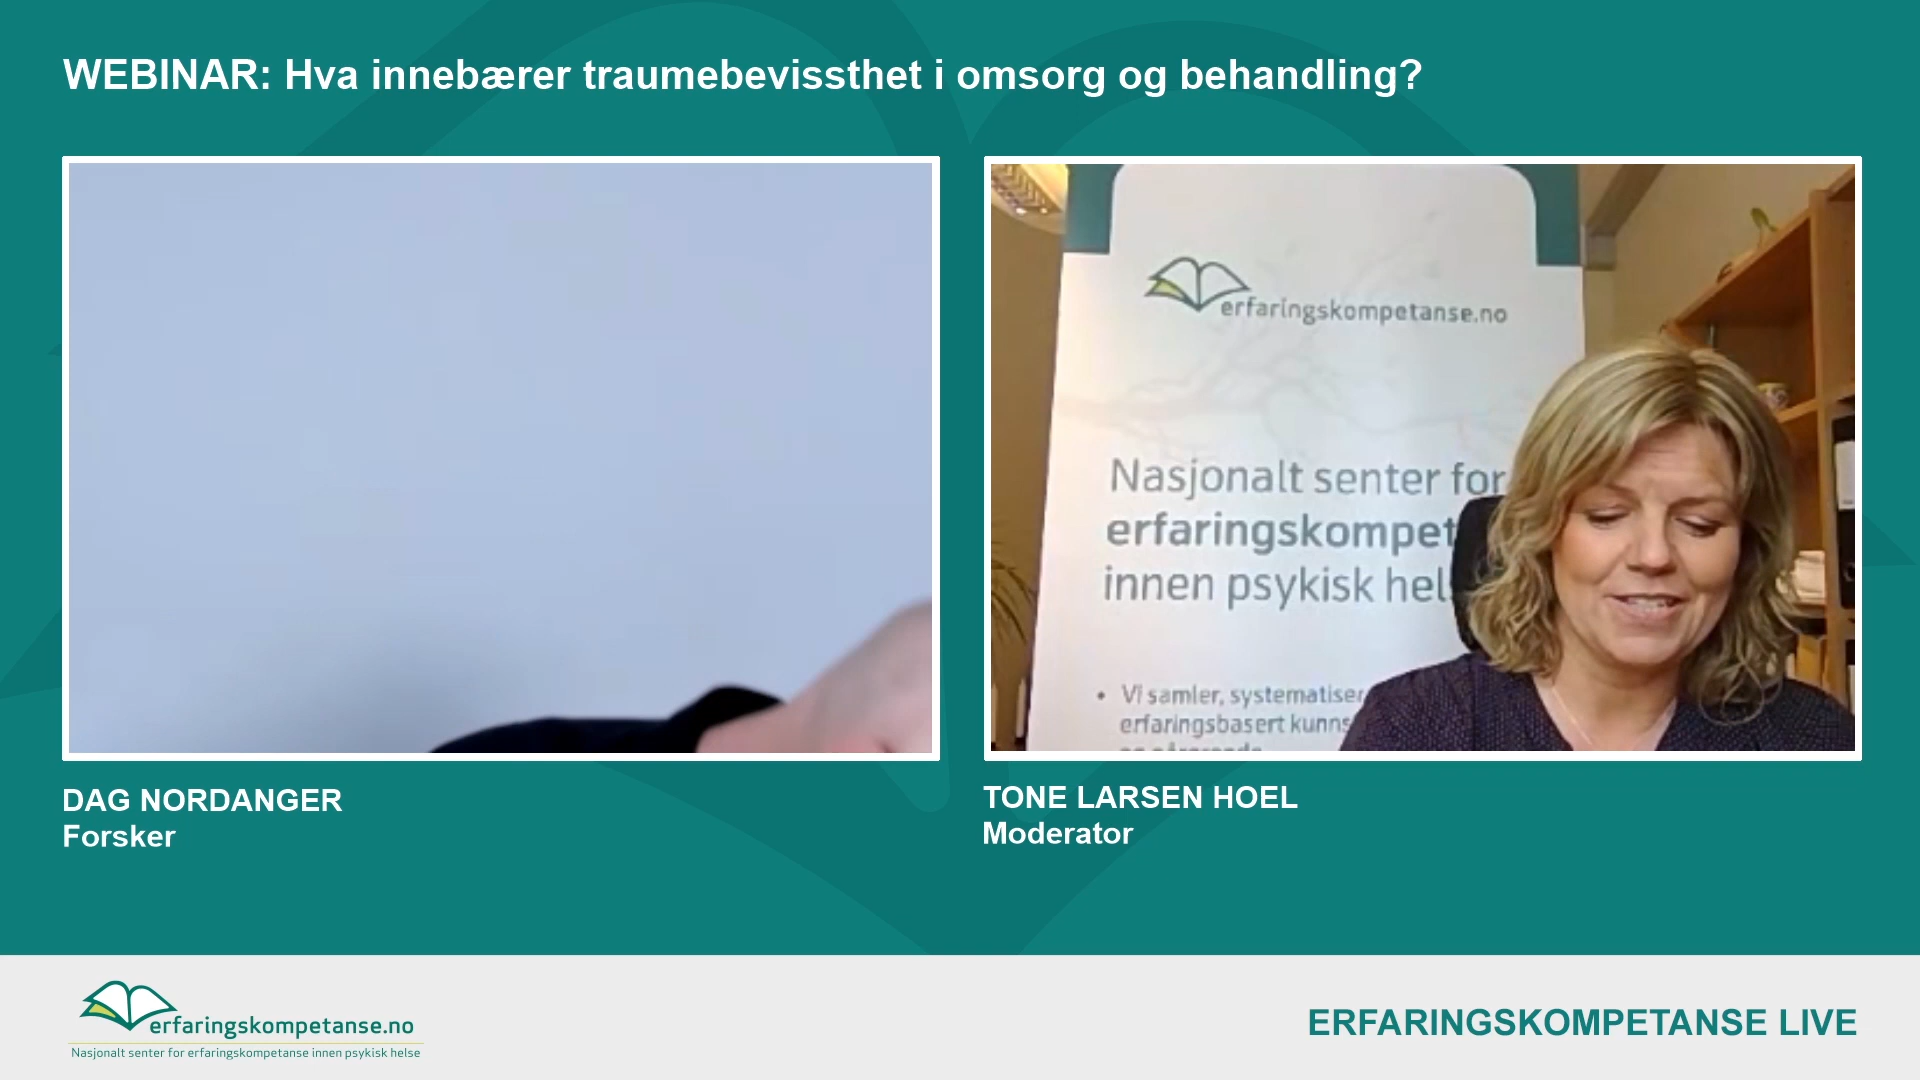 WEBINAR: Hva innebærer traumebevissthet i omsorg og behandling?
erfaringskompetanse.no
Nasjonalt senter for
erfaringskompet
innen psykisk hel
• Vi samler, systematiser
erfaringsbasert kunns
DAG NORDANGER
Forsker
TONE LARSEN HOEL
Moderator
erfaringskompetanse.no
Nasjonalt senter for erfaringskompetanse innen psykisk helse
ERFARINGSKOMPETANSE LIVE